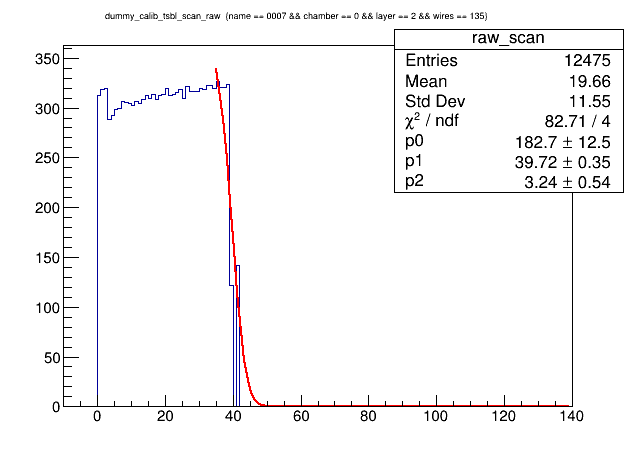 dummy_calib_tsbl_scan_raw (name == 0007 && chamber == 0 && layer == 2 && wires == 135)
raw_scan
Entries 12475
Mean 19.66
Std Dev 11.55
χ² / ndf 82.71 / 4
p0 182.7 ± 12.5
p1 39.72 ± 0.35
p2 3.24 ± 0.54
350
300
250
200
150
100
50
0
0 20 40 60 80 100 120 140